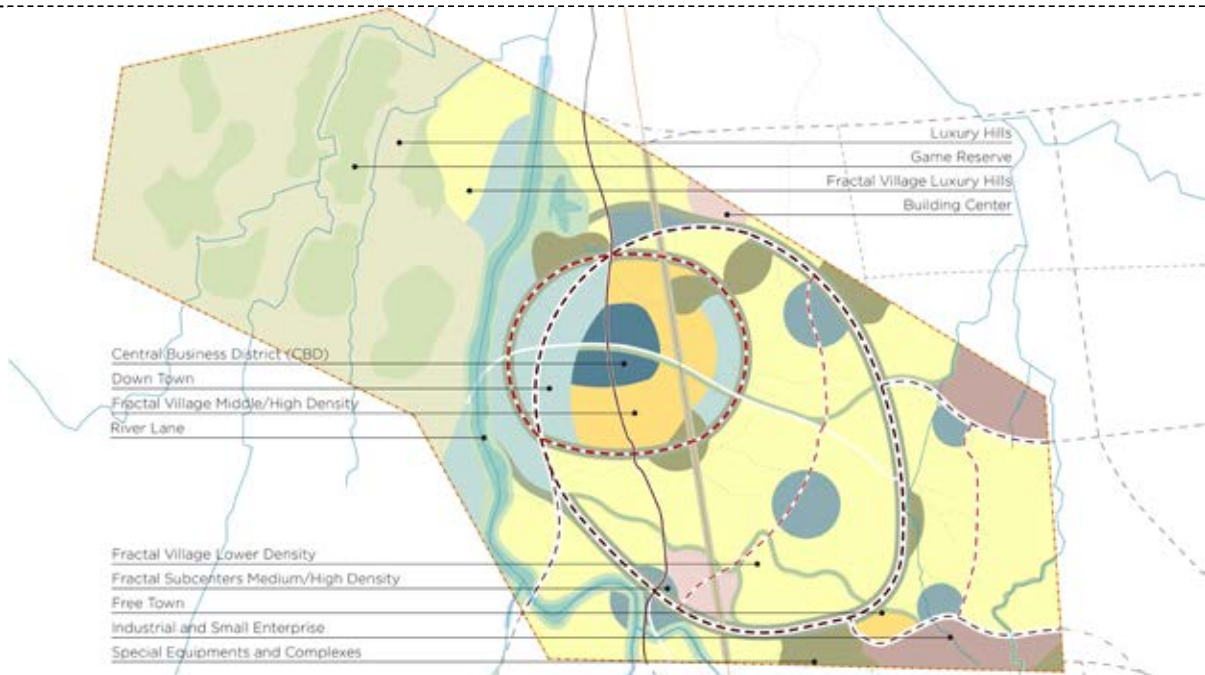 Luxury Hills
Game Reserve
Fractal Village Luxury Hills
Building Center
Central Business District (CBD)
Down Town
Fractal Village Middle/High Density
River Lane
Fractal Village Lower Density
Fractal Subcenters Medium/High Density
Free Town
Industrial and Small Enterprise
Special Equipments and Complexes